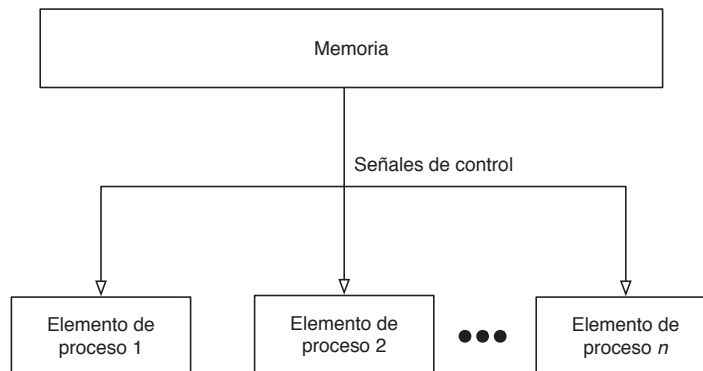 Memoria
Señales de control
Elemento de
proceso 1
Elemento de
proceso 2
Elemento de
proceso n